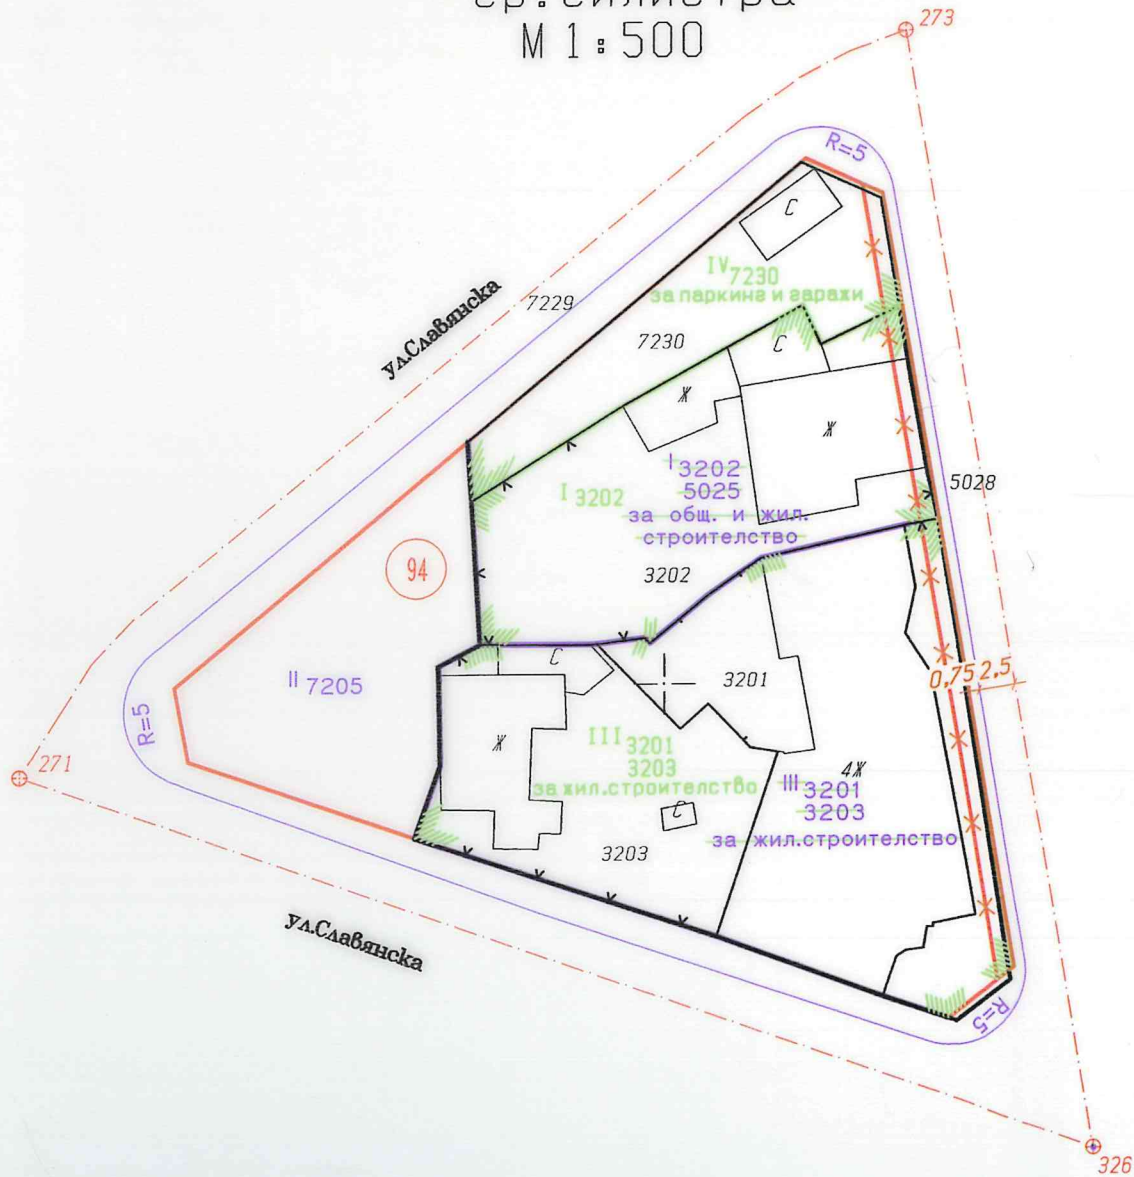 гр.Силистра
М 1:500
273
R=5
С
IV 7230
за паркинг и гаражи
ул.Славянска
7229
7230
С
Ж
Ж
I 3202
5025
за общ. и жил.
строителство
I 3202
5028
94
3202
II 7205
С
3201
0,75 2,5
R=5
Ж
III 3201
3203
за жил.строителство
271
4Ж
III 3201
3203
за жил.строителство
С
3203
ул.Славянска
R=5
326